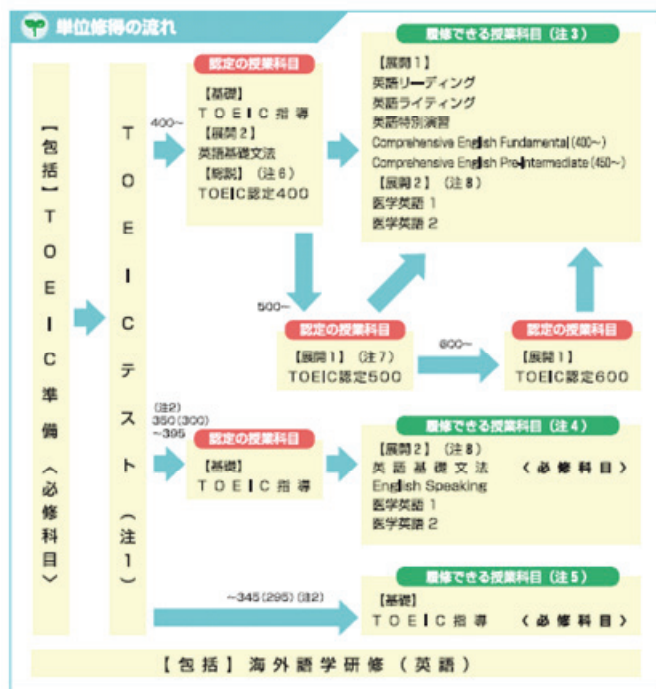 単位修得の流れ
【包括】TOEIC準備〈必修科目〉
TOEICテスト(注1)
400~
認定の授業科目
【基礎】
TOEIC指導
【展開2】
英語基礎文法
【総説】(注6)
TOEIC認定400
履修できる授業科目(注3)
【展開1】
英語リーディング
英語ライティング
英語特別演習
Comprehensive English Fundamental(400~)
Comprehensive English Pre-Intermediate(450~)
【展開2】(注8)
医学英語1
医学英語2
500~
認定の授業科目
【展開1】(注7)
TOEIC認定500
600~
認定の授業科目
【展開1】
TOEIC認定600
(注2)
350(300)
~395
認定の授業科目
【基礎】
TOEIC指導
履修できる授業科目(注4)
【展開2】(注8)
英語基礎文法 〈必修科目〉
English Speaking
医学英語1
医学英語2
~345(295)(注2)
履修できる授業科目(注5)
【基礎】
TOEIC指導 〈必修科目〉
【包括】海外語学研修(英語)